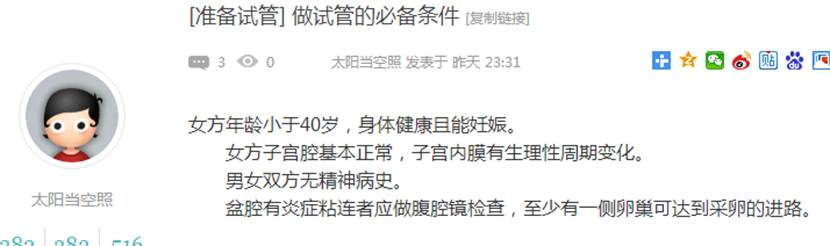 [准备试管] 做试管的必备条件 [复制链接]
3 0 太阳当空照 发表于 昨天 23:31
女方年龄小于40岁，身体健康且能妊娠。
女方子宫腔基本正常，子宫内膜有生理性周期变化。
男女双方无精神病史。
太阳当空照
盆腔有炎症粘连者应做腹腔镜检查，至少有一侧卵巢可达到采卵的进路。